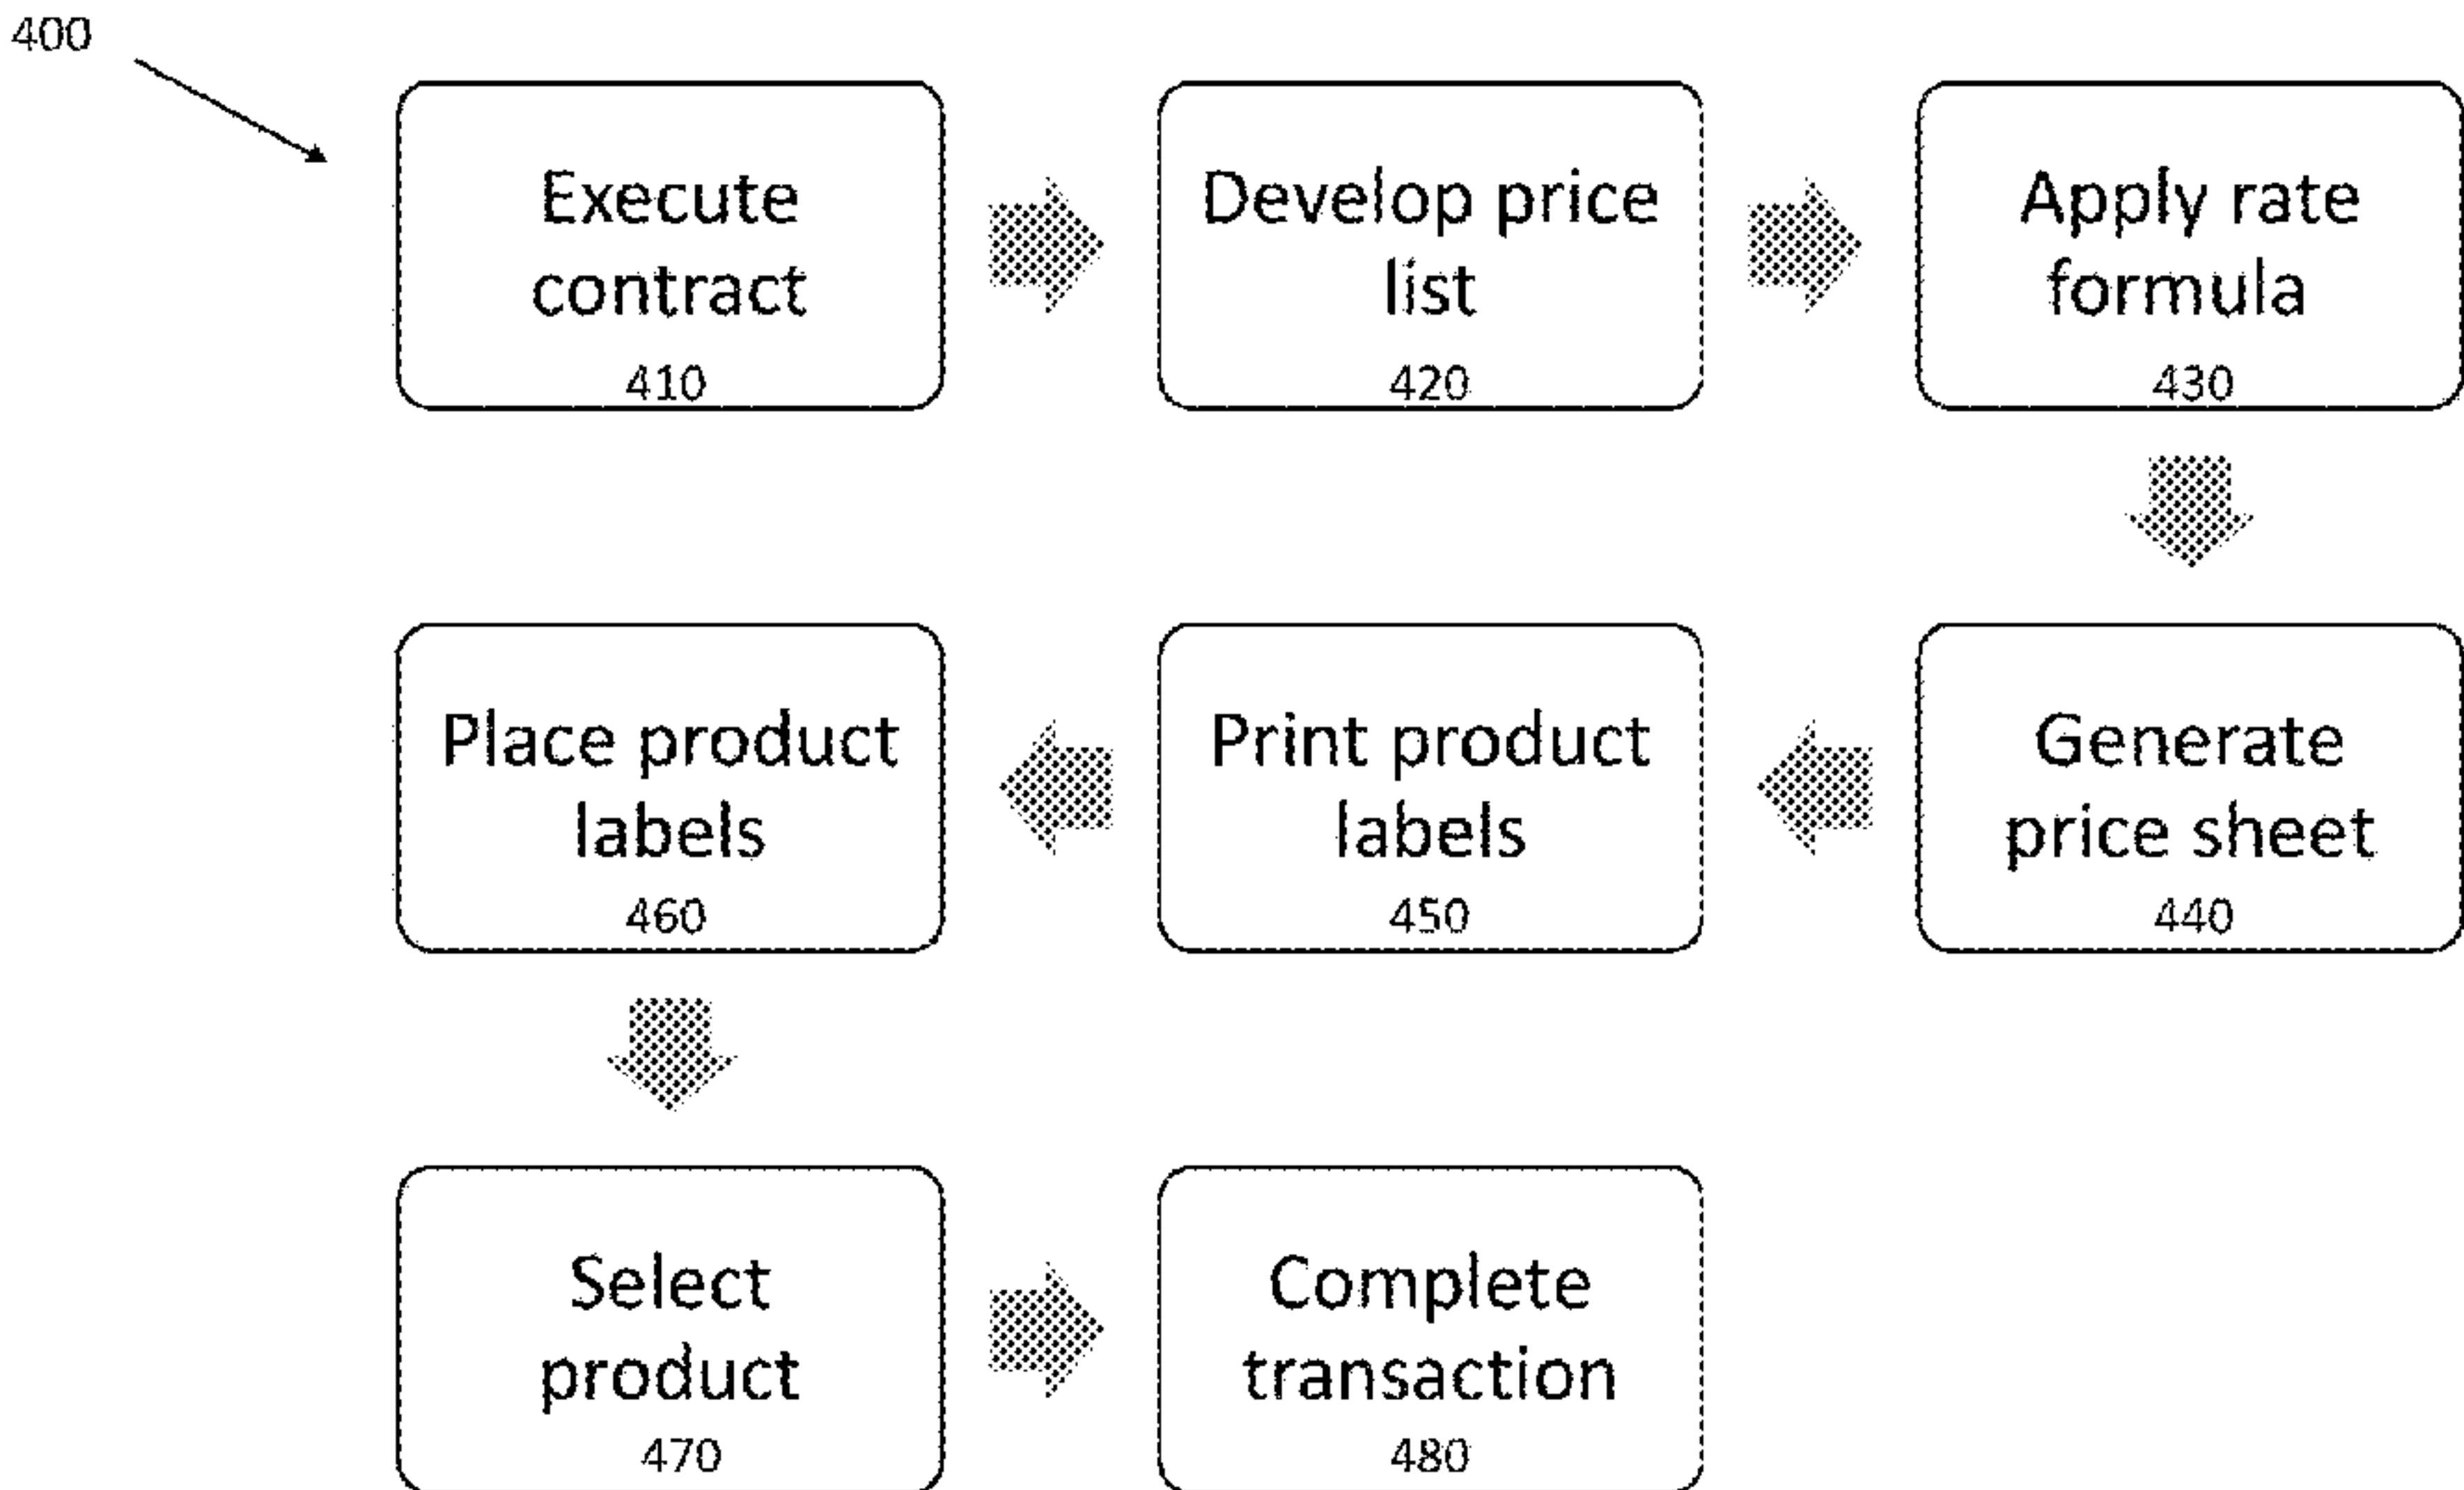 400
Execute
contract
410
Develop price
list
420
Apply rate
formula
430
Generate
price sheet
440
Print product
labels
450
Place product
labels
460
Select
product
470
Complete
transaction
480